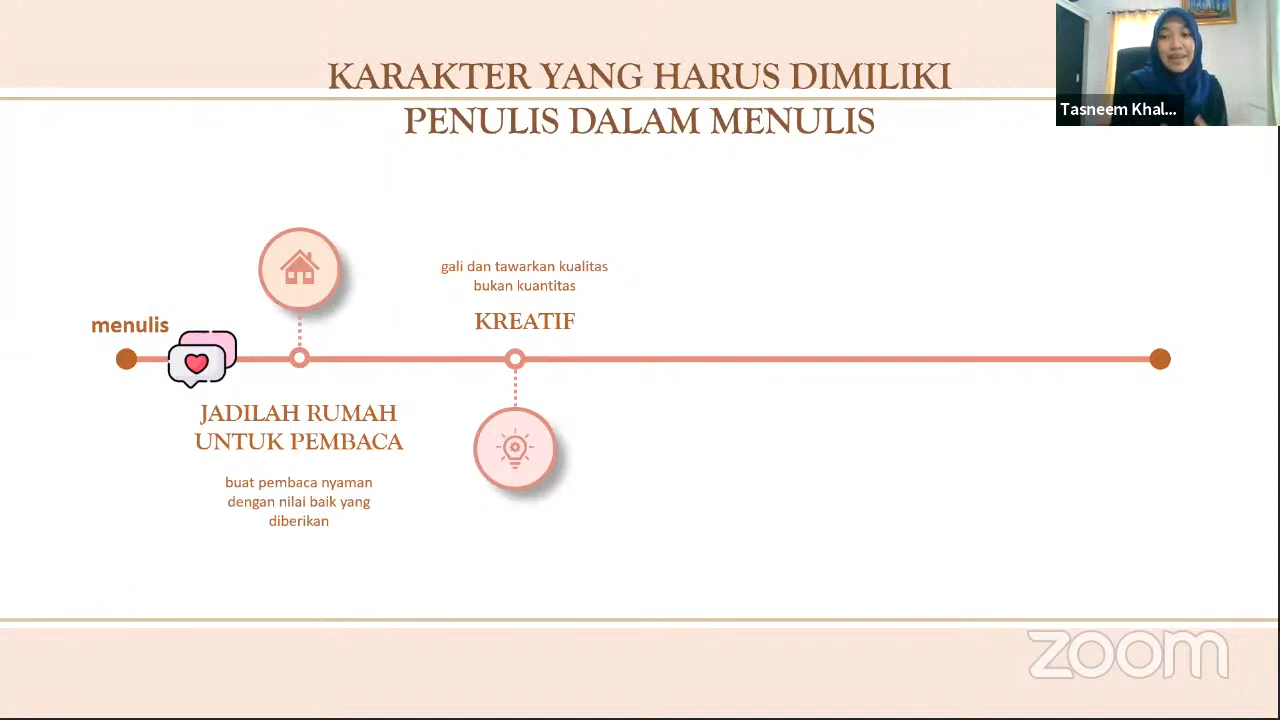 KARAKTER YANG HARUS DIMILIKI
PENULIS DALAM MENULIS
Tasneem Khal...
gali dan tawarkan kualitas
bukan kuantitas
KREATIF
menulis
JADILAH RUMAH
UNTUK PEMBACA
buat pembaca nyaman
dengan nilai baik yang
diberikan
zoom